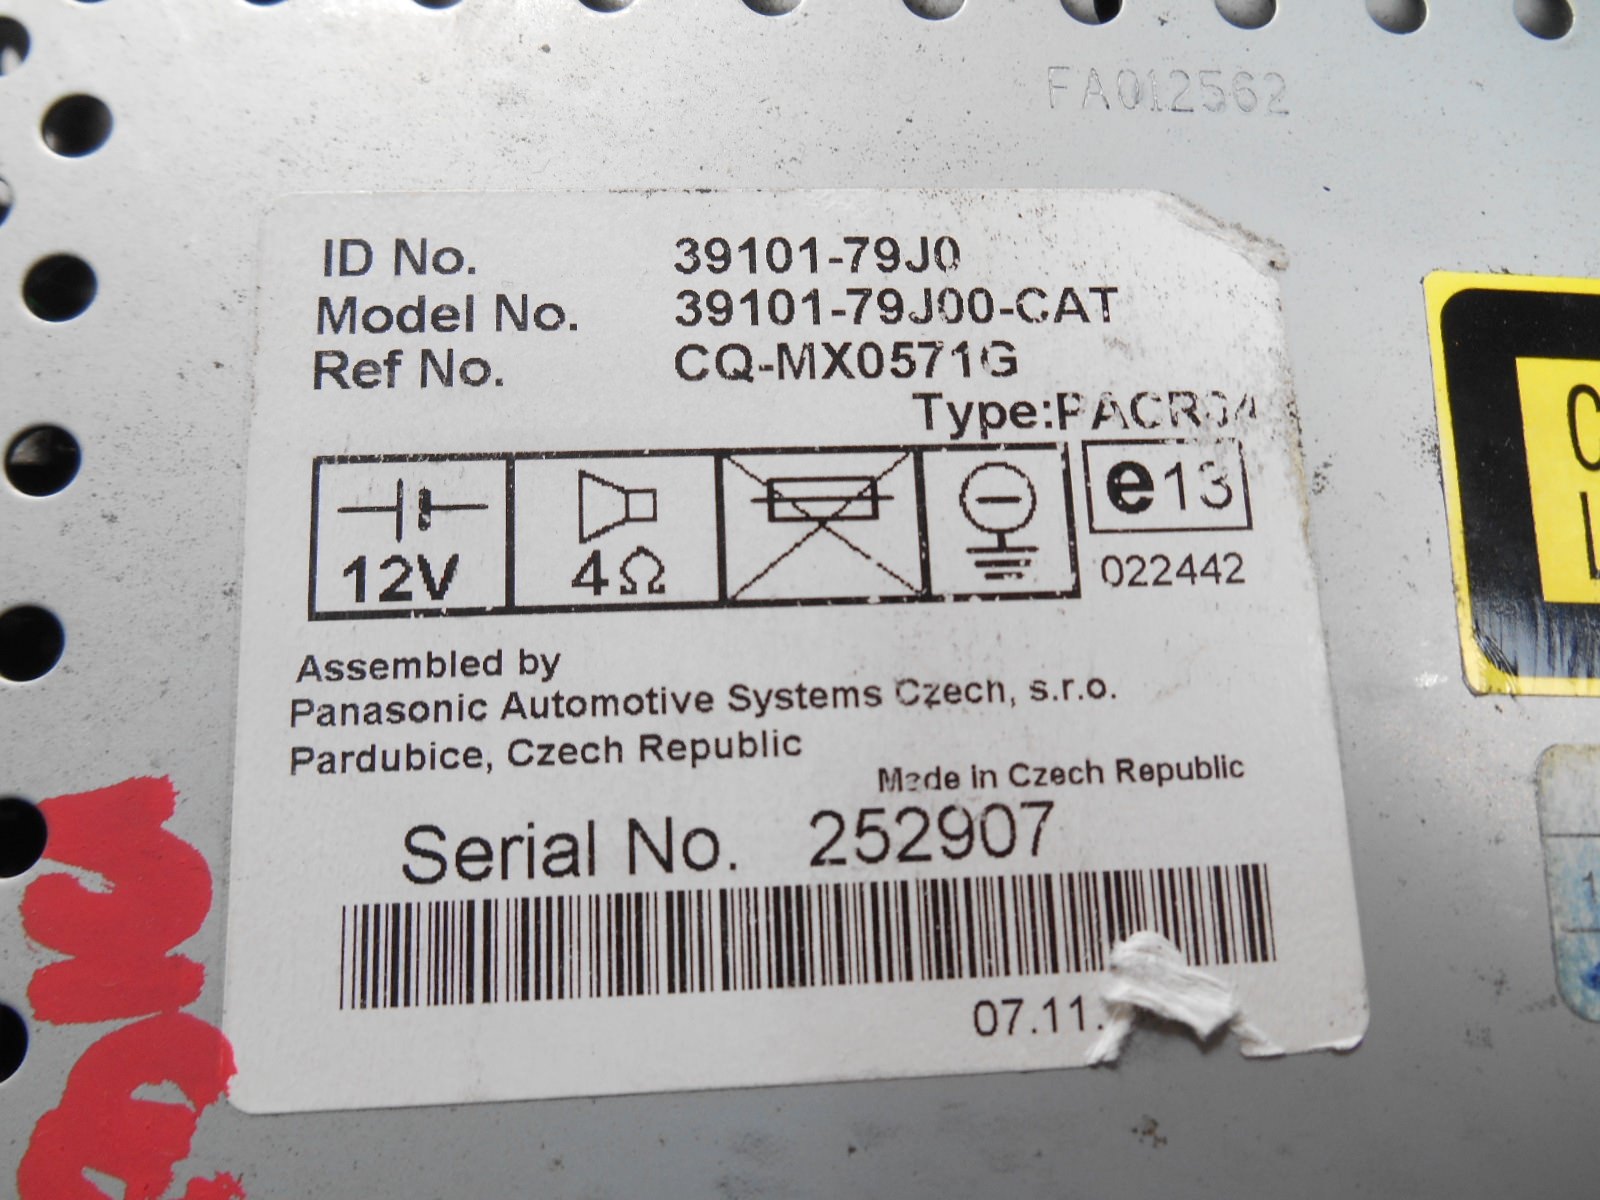 FA012562
ID No. 39101-79J0
Model No. 39101-79J00-CAT
Ref No. CQ-MX0571G
Type:PACR04
e13
12V 4Ω 022442
Assembled by
Panasonic Automotive Systems Czech, s.r.o.
Pardubice, Czech Republic
Made in Czech Republic
Serial No. 252907
07.11.